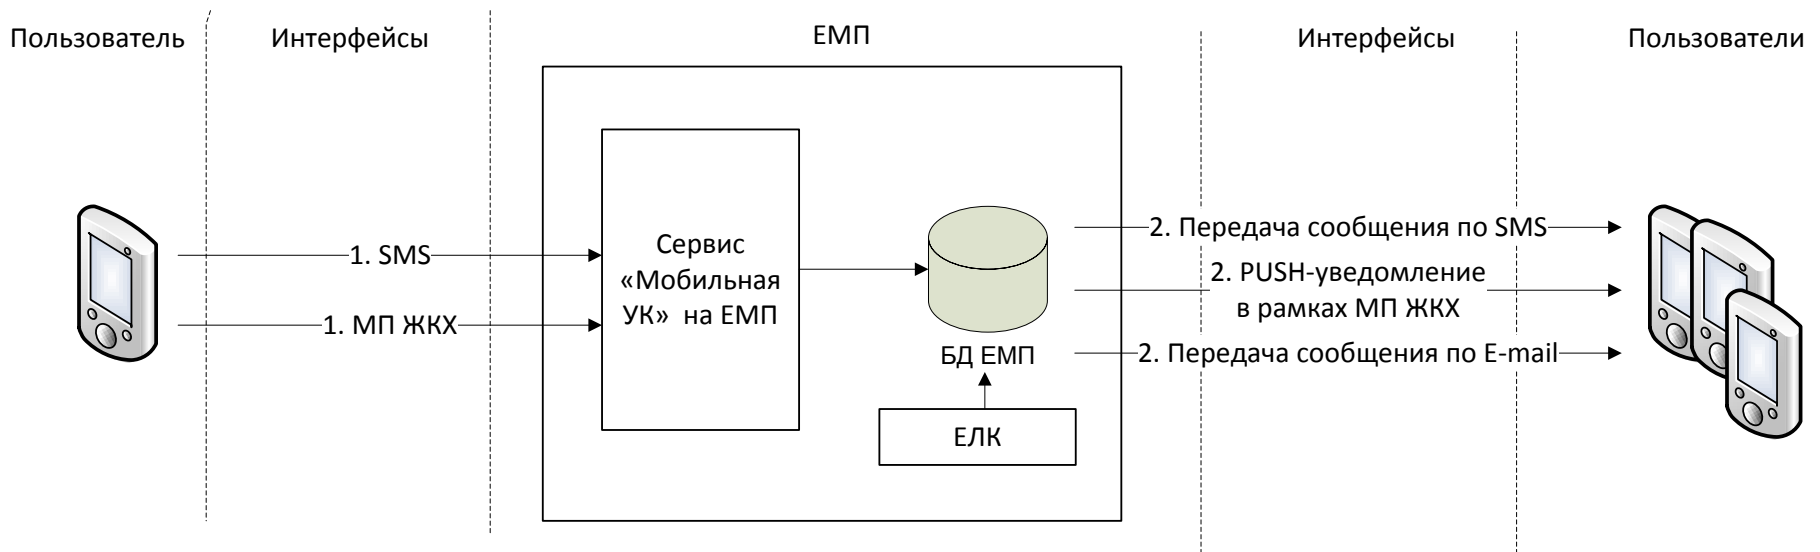 Пользователь
Интерфейсы
ЕМП
Интерфейсы
Пользователи
1. SMS
1. МП ЖКХ
Сервис
«Мобильная
УК» на ЕМП
БД ЕМП
ЕЛК
2. Передача сообщения по SMS
2. PUSH-уведомление
в рамках МП ЖКХ
2. Передача сообщения по E-mail